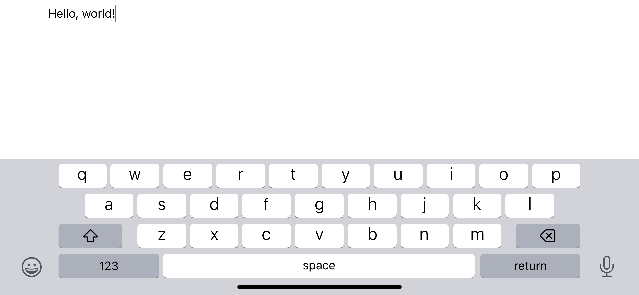 Hello, world!
q w e r t y u i o p
a s d f g h j k l
z x c v b n m
123 space return